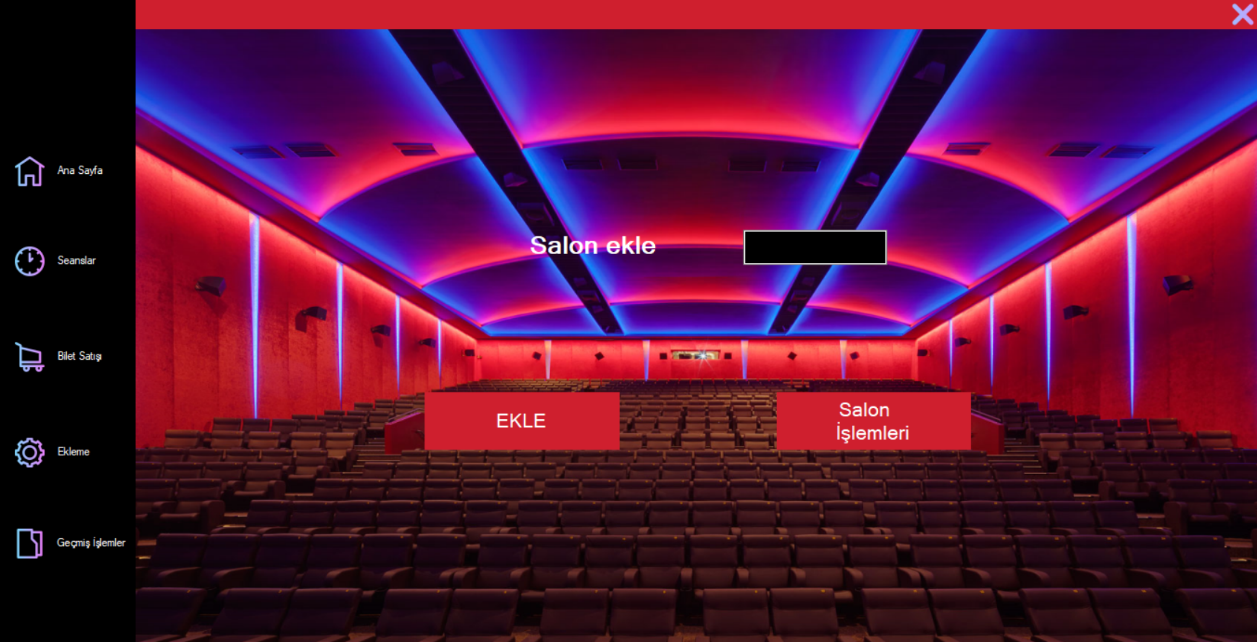 Ana Sayfa
Seanslar
Bilet Satışı
Ekleme
Geçmiş İşlemler
Salon ekle
EKLE
Salon
İşlemleri